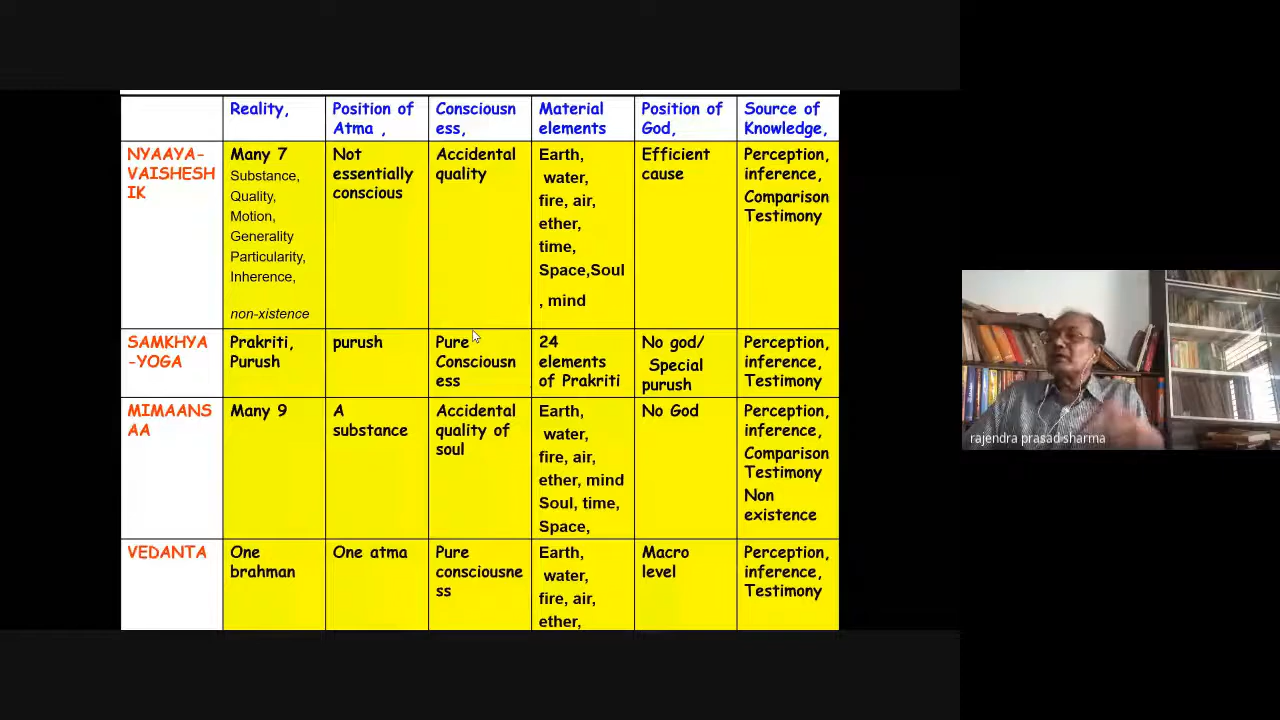 Reality,
Position of
Atma ,
Consciousn
ess,
Material
elements
Position of
God,
Source of
Knowledge,
NYAAYA-
VAISHESH
IK
Many 7
Substance,
Quality,
Motion,
Generality
Particularity,
Inherence,
non-xistence
Not
essentially
conscious
Accidental
quality
Earth,
water,
fire, air,
ether,
time,
Space,Soul
, mind
Efficient
cause
Perception,
inference,
Comparison
Testimony
SAMKHYA
-YOGA
Prakriti,
Purush
purush
Pure
Consciousn
ess
24
elements
of Prakriti
No god/
Special
purush
Perception,
inference,
Testimony
MIMAANS
AA
Many 9
A
substance
Accidental
quality of
soul
Earth,
water,
fire, air,
ether, mind
Soul, time,
Space,
No God
Perception,
inference,
Comparison
Testimony
Non
existence
VEDANTA
One
brahman
One atma
Pure
consciousne
ss
Earth,
water,
fire, air,
ether,
Macro
level
Perception,
inference,
Testimony
rajendra prasad sharma